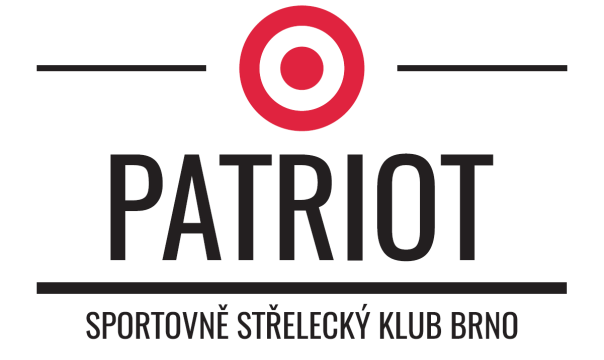 PATRIOT
SPORTOVNĚ STŘELECKÝ KLUB BRNO